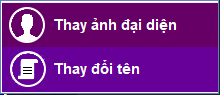 Thay ảnh đại diện
Thay đổi tên